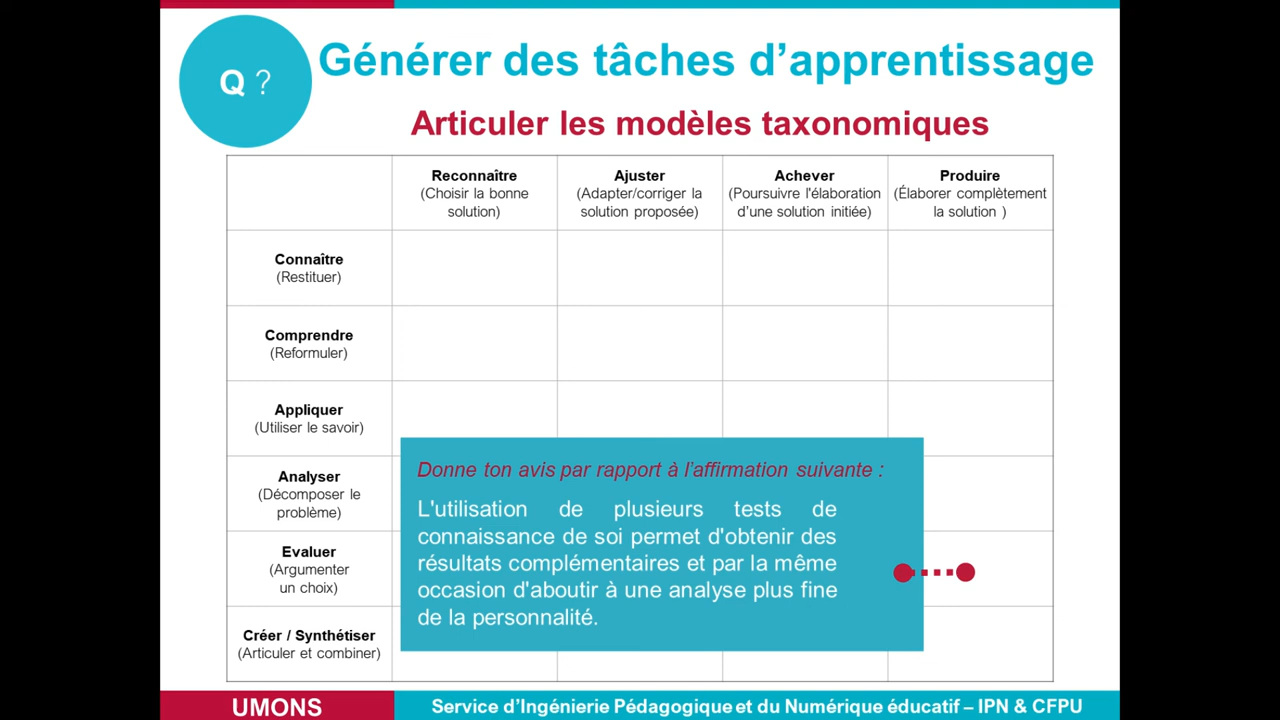 Q ?
Générer des tâches d’apprentissage
Articuler les modèles taxonomiques
Reconnaître
(Choisir la bonne
solution)
Ajuster
(Adapter/corriger la
solution proposée)
Achever
(Poursuivre l'élaboration
d’une solution initiée)
Produire
(Élaborer complètement
la solution )
Connaître
(Restituer)
Comprendre
(Reformuler)
Appliquer
(Utiliser le savoir)
Analyser
(Décomposer le
problème)
Evaluer
(Argumenter
un choix)
Créer / Synthétiser
(Articuler et combiner)
Donne ton avis par rapport à l’affirmation suivante :
L'utilisation de plusieurs tests de
connaissance de soi permet d'obtenir des
résultats complémentaires et par la même
occasion d'aboutir à une analyse plus fine
de la personnalité.
UMONS
Service d’Ingénierie Pédagogique et du Numérique éducatif – IPN & CFPU